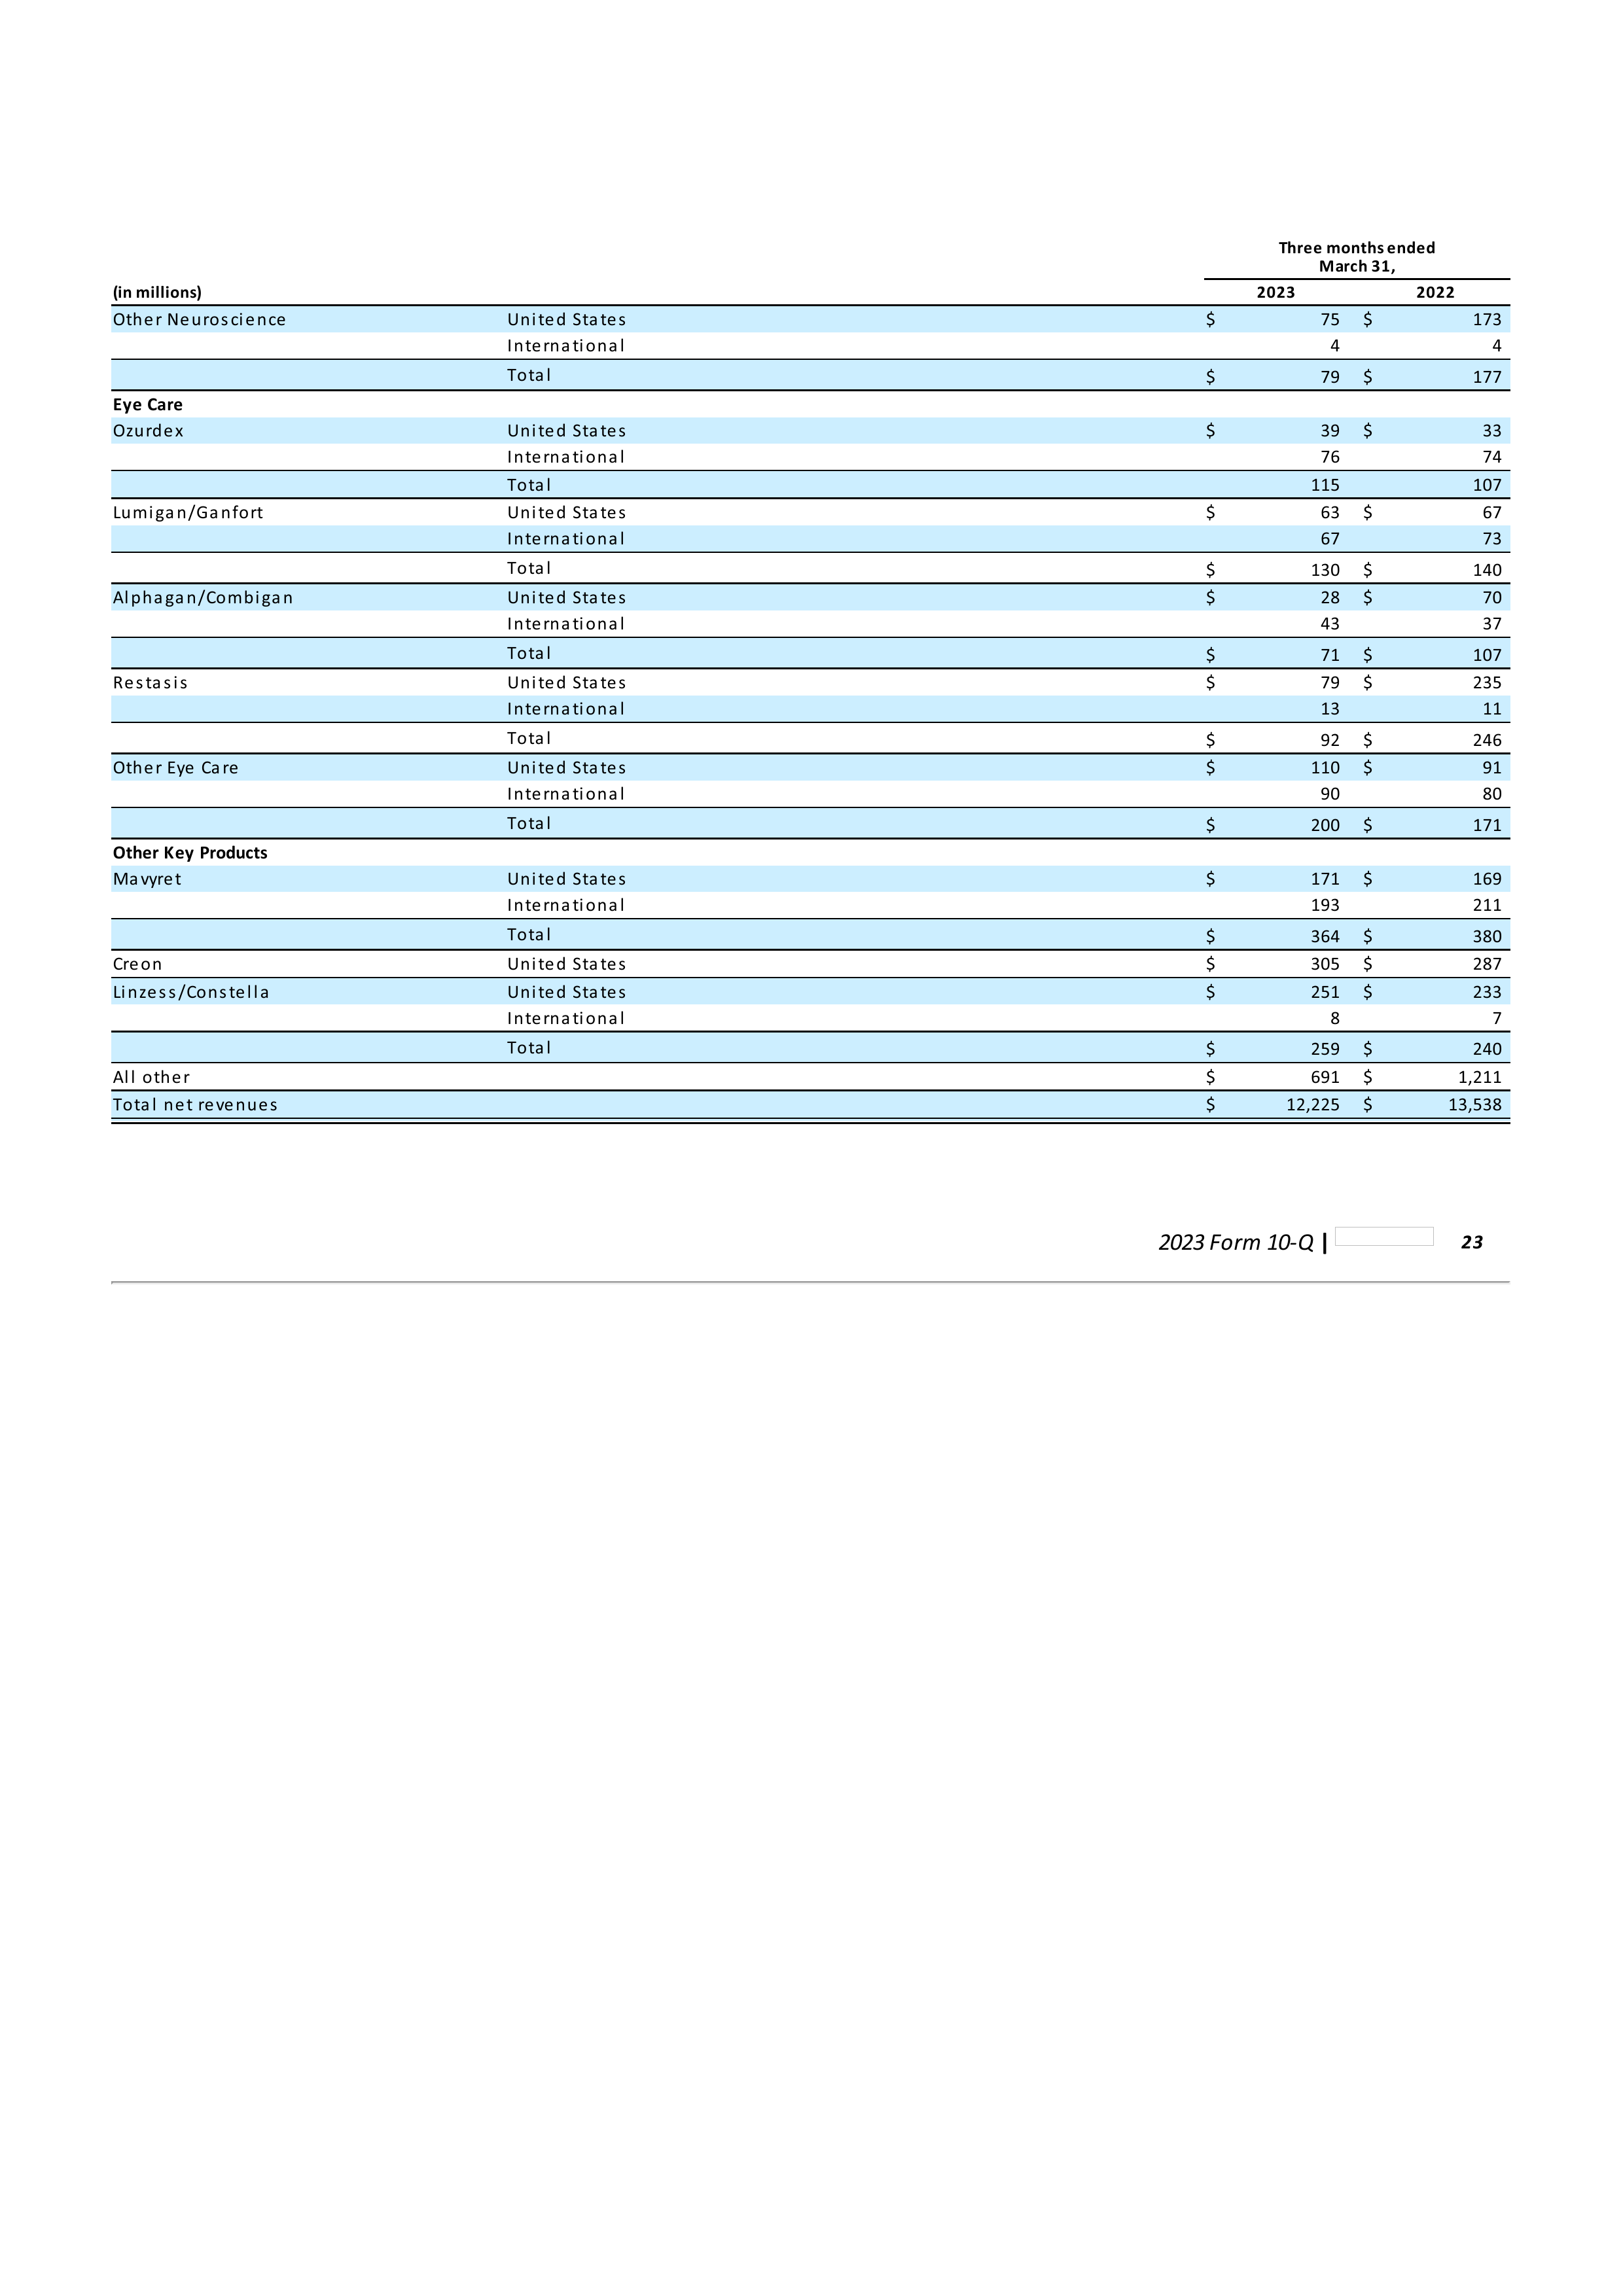 Three months ended
March 31,
(in millions) 2023 2022
Other Neuroscience United States $ 75 $ 173
International 4 4
Total $ 79 $ 177
Eye Care
Ozurdex United States $ 39 $ 33
International 76 74
Total 115 107
Lumigan/Ganfort United States $ 63 $ 67
International 67 73
Total $ 130 $ 140
Alphagan/Combigan United States $ 28 $ 70
International 43 37
Total $ 71 $ 107
Restasis United States $ 79 $ 235
International 13 11
Total $ 92 $ 246
Other Eye Care United States $ 110 $ 91
International 90 80
Total $ 200 $ 171
Other Key Products
Mavyret United States $ 171 $ 169
International 193 211
Total $ 364 $ 380
Creon United States $ 305 $ 287
Linzess/Constella United States $ 251 $ 233
International 8 7
Total $ 259 $ 240
All other $ 691 $ 1,211
Total net revenues $ 12,225 $ 13,538
2023 Form 10-Q | 23